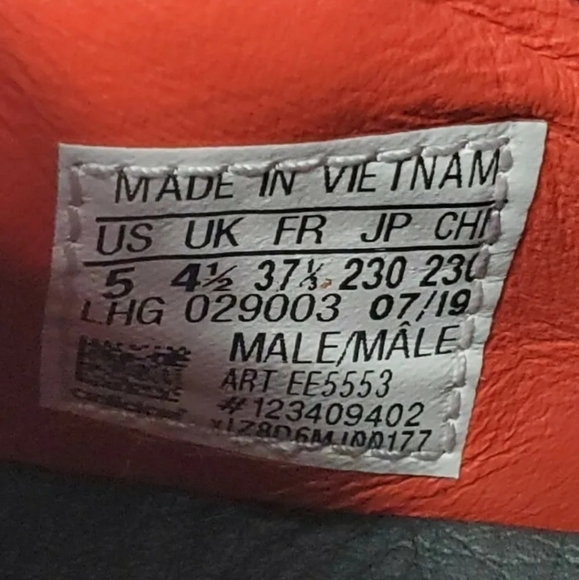 MADE IN VIETNAM
US UK FR JP CH
5 4½ 37⅓ 230 230
LHG 029003 07/19
MALE/MÂLE
ART EE5553
#123409402